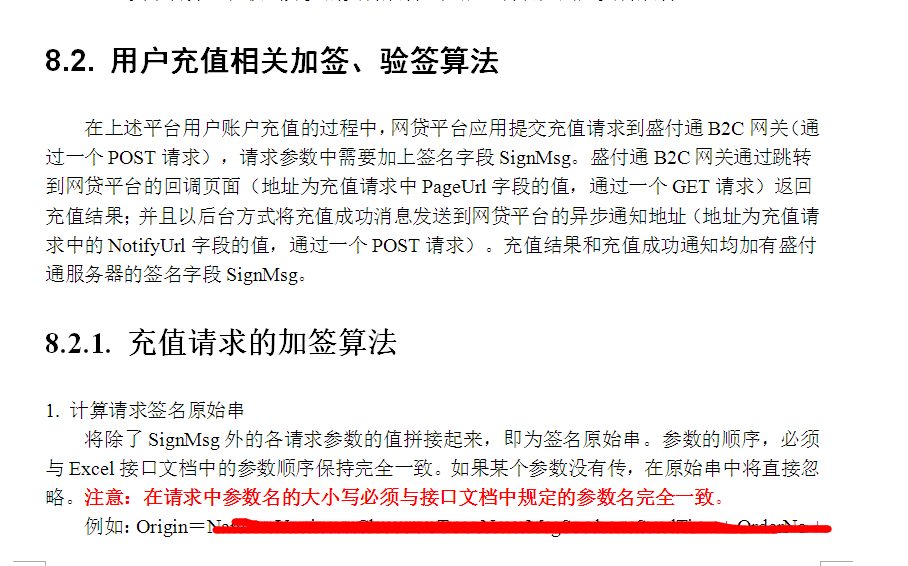 8.2. 用户充值相关加签、验签算法
在上述平台用户账户充值的过程中，网贷平台应用提交充值请求到盛付通 B2C 网关（通
过一个 POST 请求），请求参数中需要加上签名字段 SignMsg。盛付通 B2C 网关通过跳转
到网贷平台的回调页面（地址为充值请求中 PageUrl 字段的值，通过一个 GET 请求）返回
充值结果；并且以后台方式将充值成功消息发送到网贷平台的异步通知地址（地址为充值请
求中的 NotifyUrl 字段的值，通过一个 POST 请求）。充值结果和充值成功通知均加有盛付
通服务器的签名字段 SignMsg。
8.2.1. 充值请求的加签算法
1. 计算请求签名原始串
将除了 SignMsg 外的各请求参数的值拼接起来，即为签名原始串。参数的顺序，必须
与 Excel 接口文档中的参数顺序保持完全一致。如果某个参数没有传，在原始串中将直接忽
略。注意：在请求中参数名的大小写必须与接口文档中规定的参数名完全一致。
例如: Origin＝